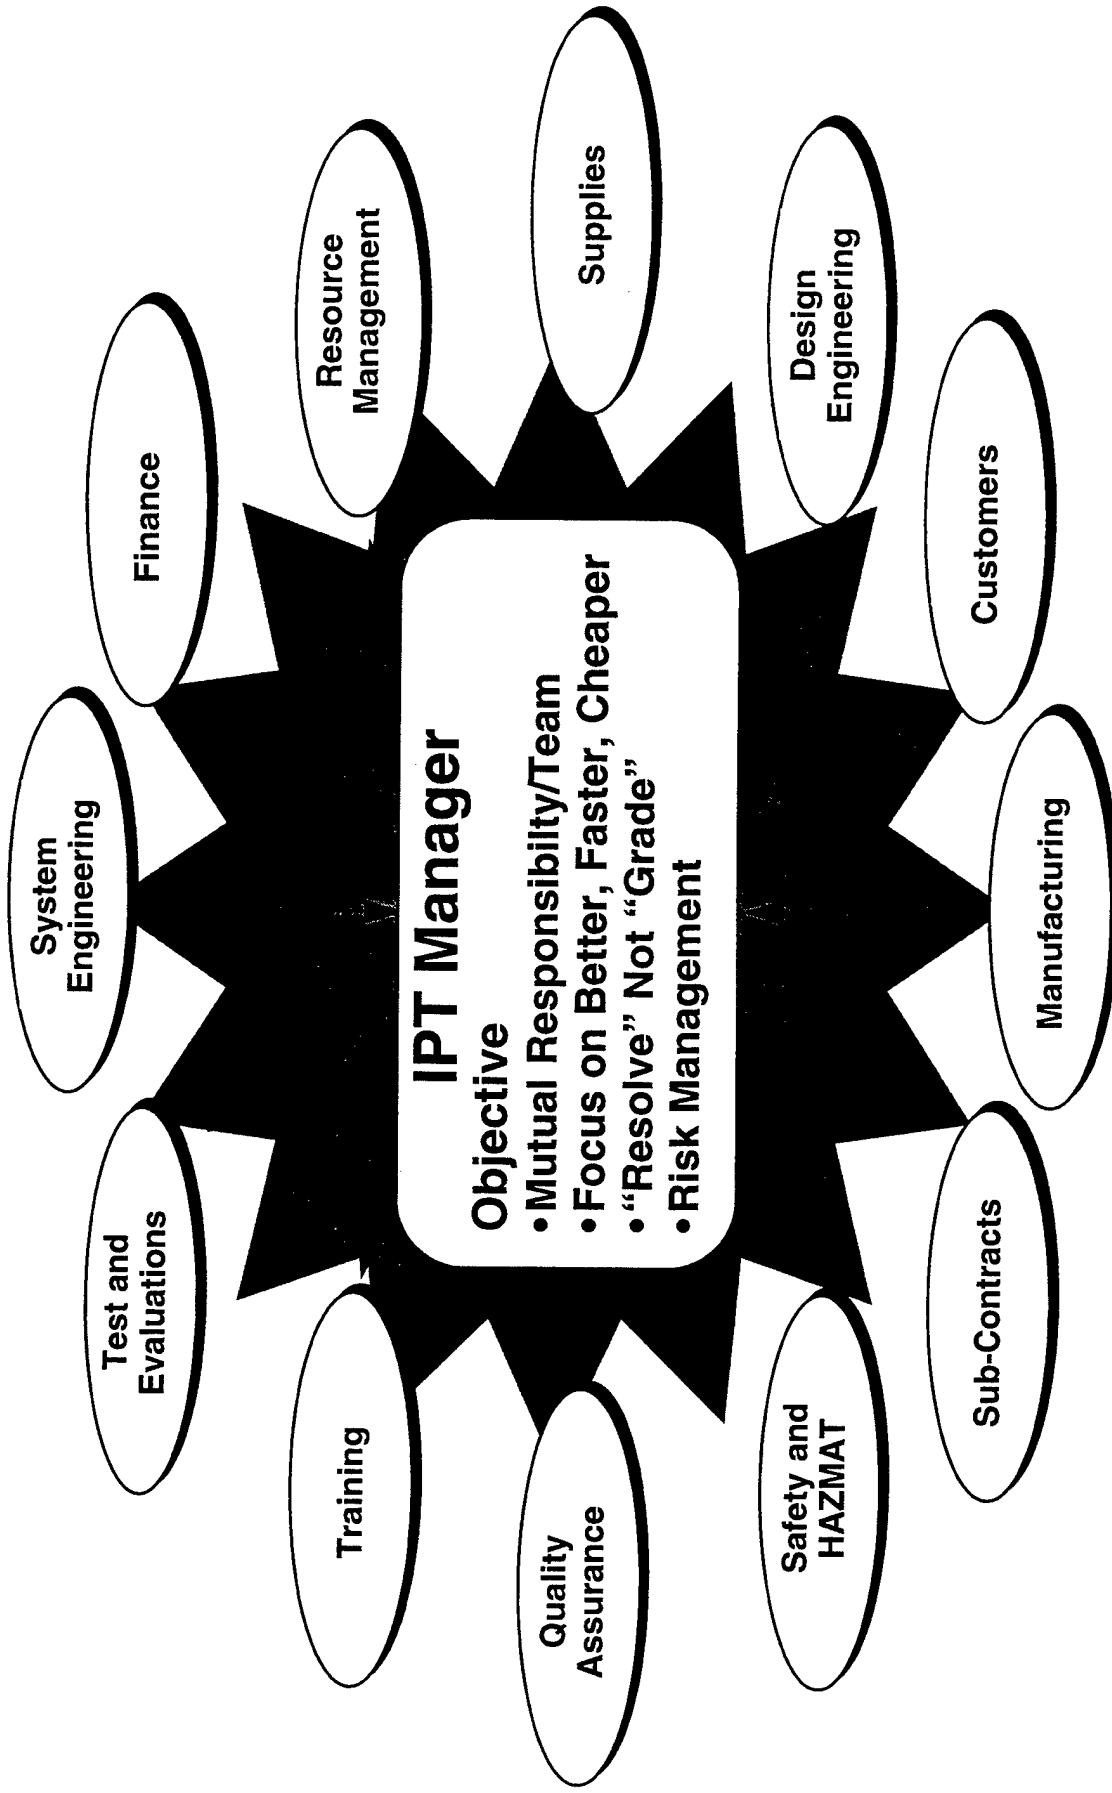 System
Engineering
Test and
Evaluations
Finance
Training
Resource
Management
IPT Manager
Objective
•Mutual Responsibilty/Team
•Focus on Better, Faster, Cheaper
•“Resolve” Not “Grade”
•Risk Management
Quality
Assurance
Supplies
Safety and
HAZMAT
Design
Engineering
Sub-Contracts
Customers
Manufacturing